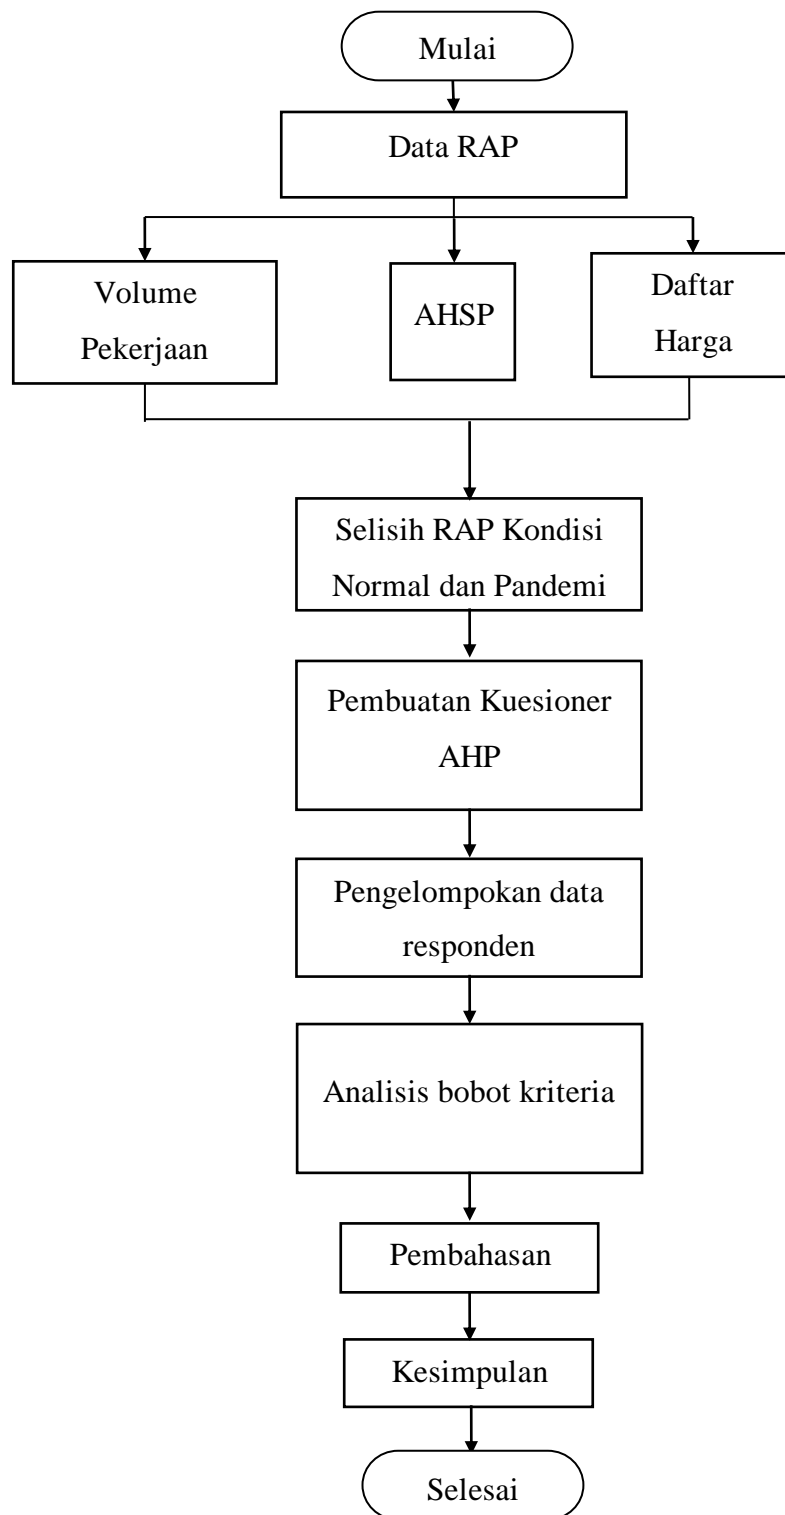 Mulai
Data RAP
Volume
Pekerjaan
AHSP
Daftar
Harga
Selisih RAP Kondisi
Normal dan Pandemi
Pembuatan Kuesioner
AHP
Pengelompokan data
responden
Analisis bobot kriteria
Pembahasan
Kesimpulan
Selesai